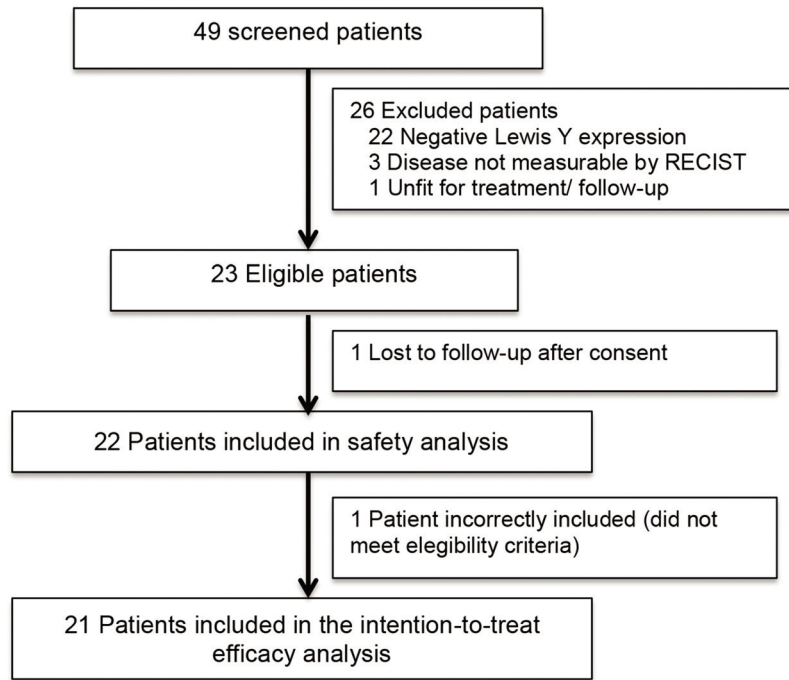 49 screened patients
26 Excluded patients
22 Negative Lewis Y expression
3 Disease not measurable by RECIST
1 Unfit for treatment/ follow-up
23 Eligible patients
1 Lost to follow-up after consent
22 Patients included in safety analysis
1 Patient incorrectly included (did not
meet elegibility criteria)
21 Patients included in the intention-to-treat
efficacy analysis